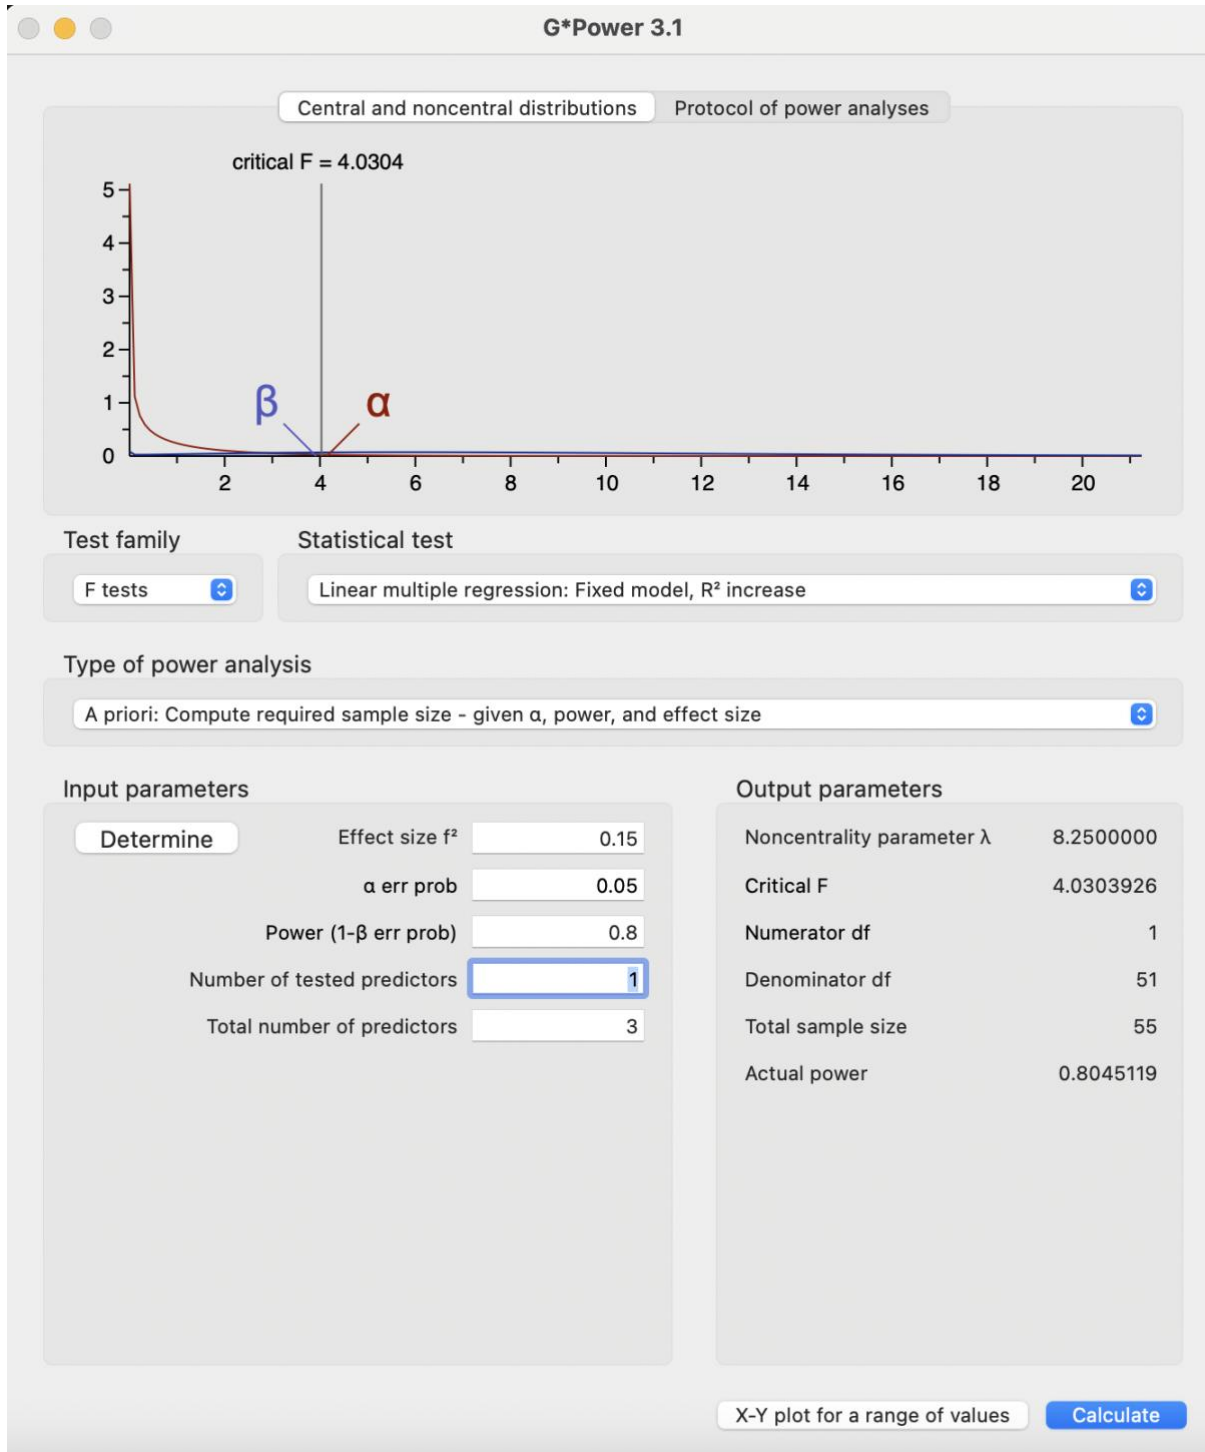 G*Power 3.1
Central and noncentral distributions Protocol of power analyses
critical F = 4.0304
5
4
3
2
1
0
β α
2 4 6 8 10 12 14 16 18 20
Test family Statistical test
F tests Linear multiple regression: Fixed model, R² increase
Type of power analysis
A priori: Compute required sample size - given α, power, and effect size
Input parameters
Determine Effect size f² 0.15
α err prob 0.05
Power (1-β err prob) 0.8
Number of tested predictors 1
Total number of predictors 3
Output parameters
Noncentrality parameter λ 8.2500000
Critical F 4.0303926
Numerator df 1
Denominator df 51
Total sample size 55
Actual power 0.8045119
X-Y plot for a range of values Calculate